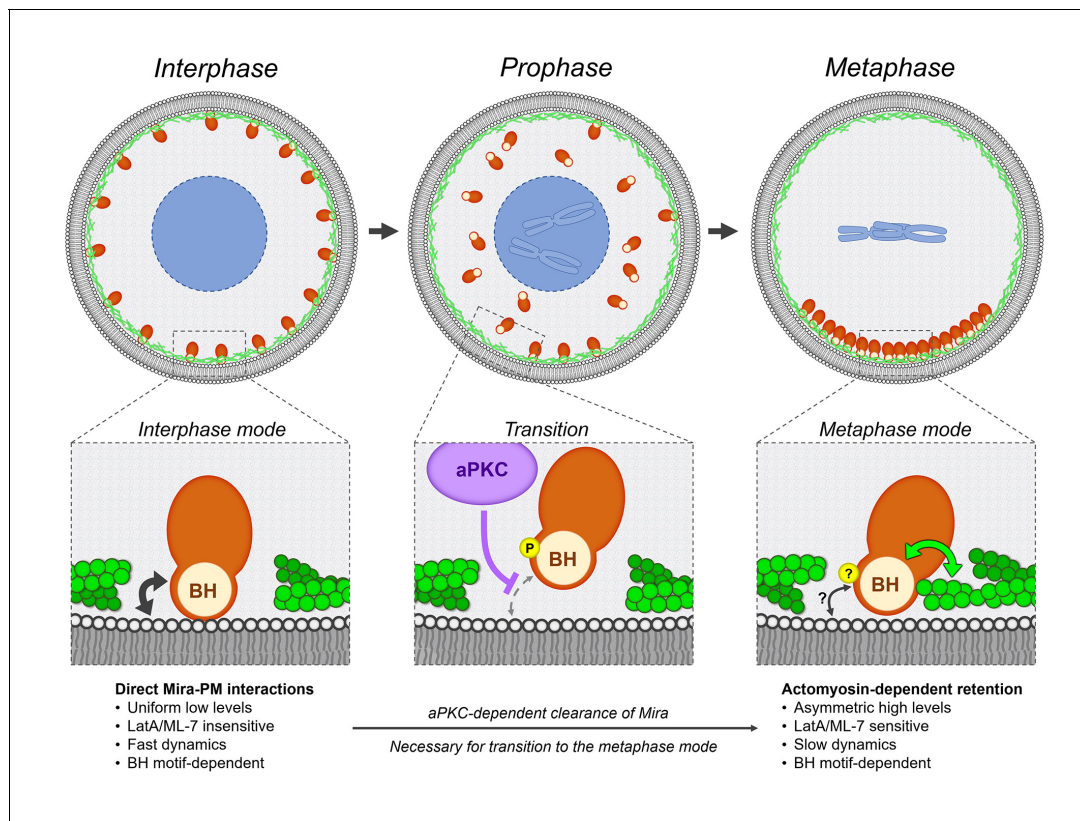 Interphase
Prophase
Metaphase
Interphase mode
Transition
Metaphase mode
BH
aPKC
P
BH
?
BH
?
Direct Mira-PM interactions
• Uniform low levels
• LatA/ML-7 insensitive
• Fast dynamics
• BH motif-dependent
aPKC-dependent clearance of Mira
Necessary for transition to the metaphase mode
Actomyosin-dependent retention
• Asymmetric high levels
• LatA/ML-7 sensitive
• Slow dynamics
• BH motif-dependent